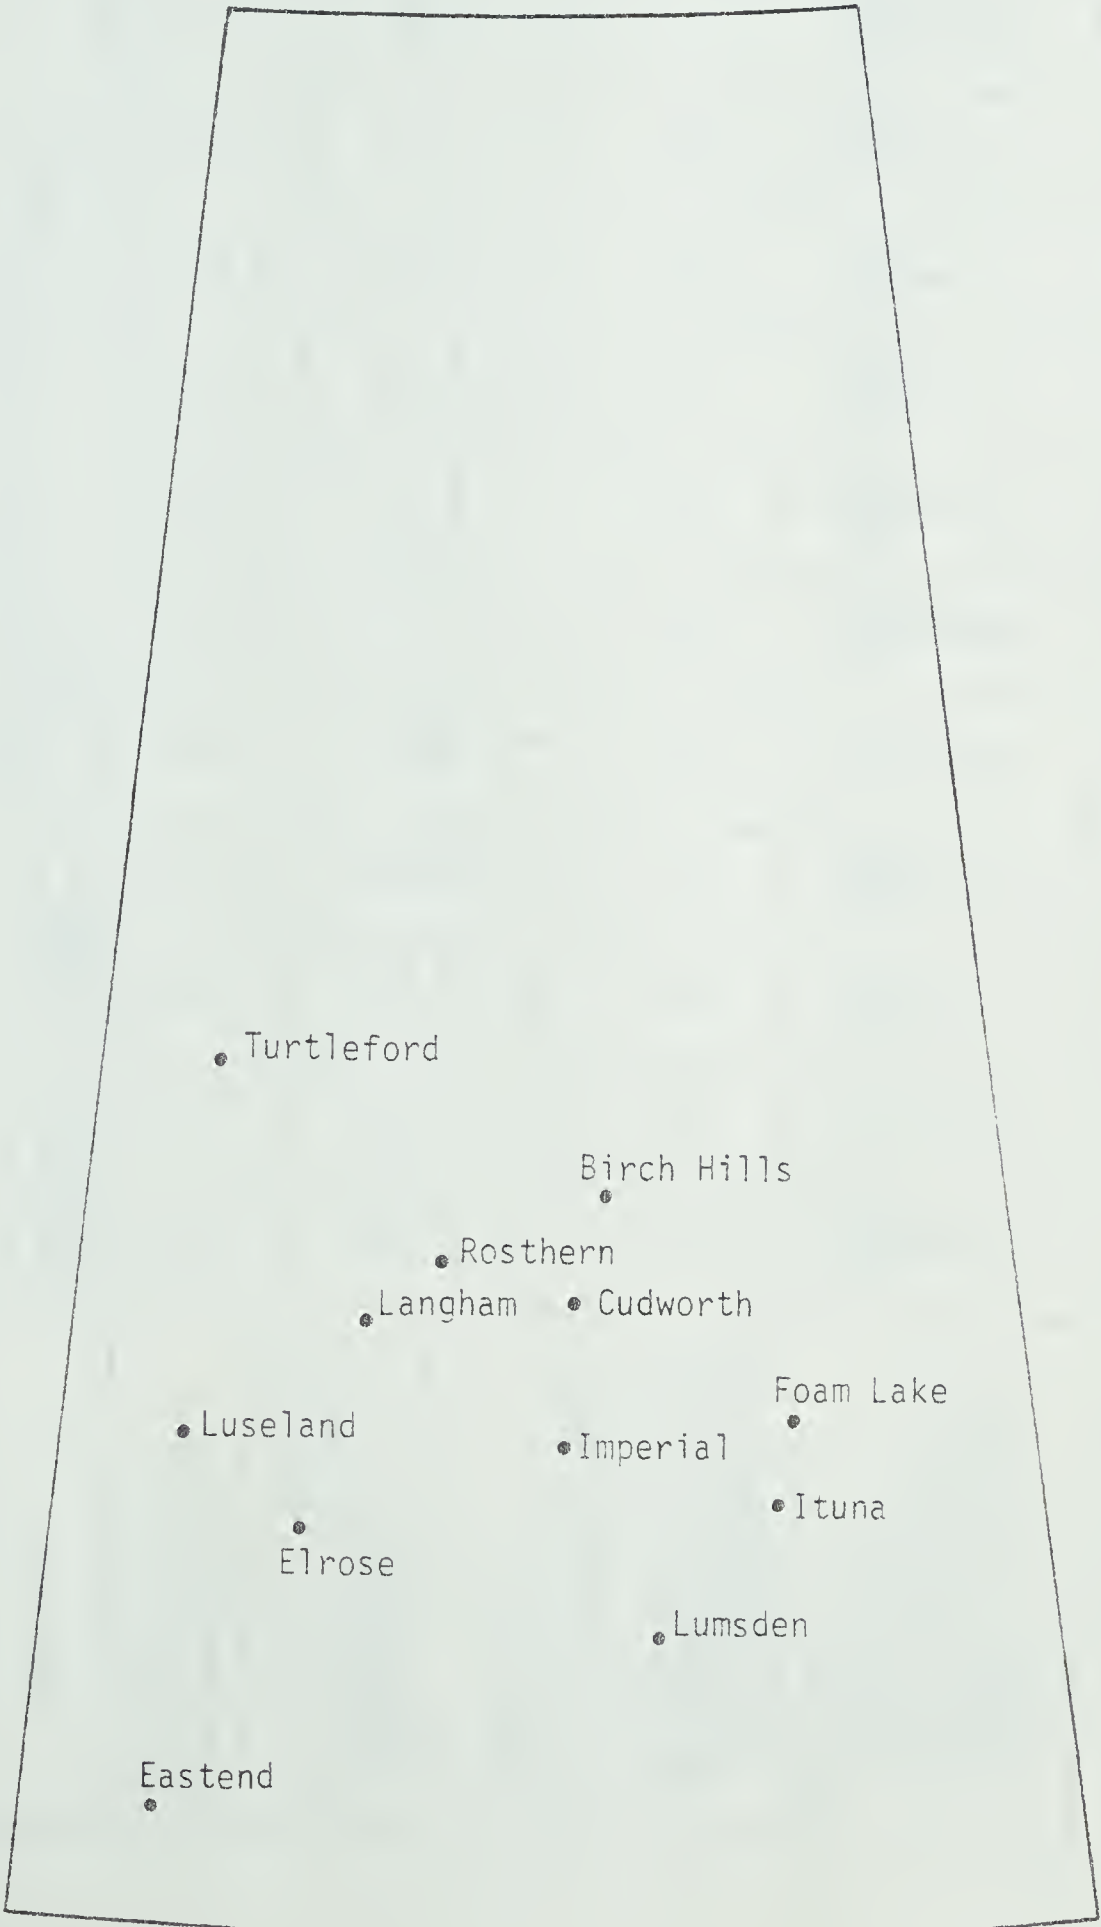 Turtleford
Birch Hills
Rosthern
Langham
Cudworth
Foam Lake
Luseland
Imperial
Ituna
Elrose
Lumsden
Eastend